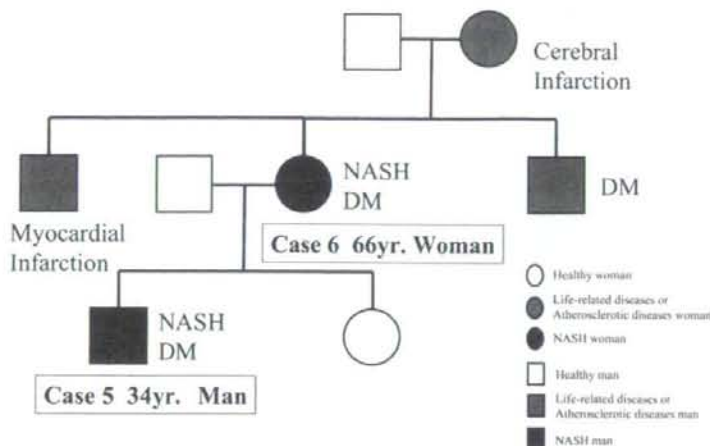 Cerebral
Infarction
NASH
DM
DM
Myocardial
Infarction
Case 6 66yr. Woman
NASH
DM
Case 5 34yr. Man
Healthy woman
Life-related diseases or
Atherosclerotic diseases woman
NASH woman
Healthy man
Life-related diseases or
Atherosclerotic diseases man
NASH man